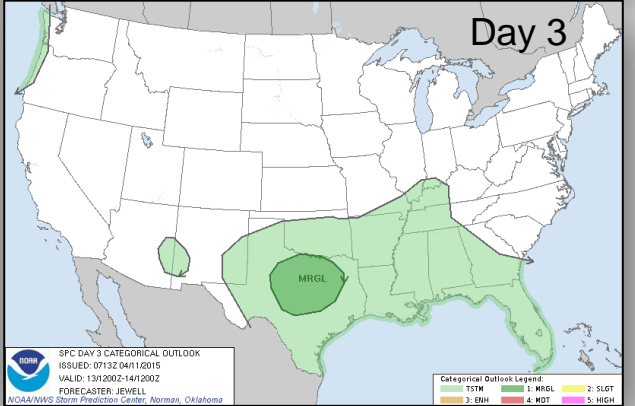 Day 3
MRGL
NOAA
SPC DAY 3 CATEGORICAL OUTLOOK
ISSUED: 0713Z 04/11/2015
VALID: 13/1200Z-14/1200Z
FORECASTER: JEWELL
NOAA/NWS Storm Prediction Center, Norman, Oklahoma
Categorical Outlook Legend:
TSTM 1: MRGL 2: SLGT
3: ENH 4: MDT 5: HIGH